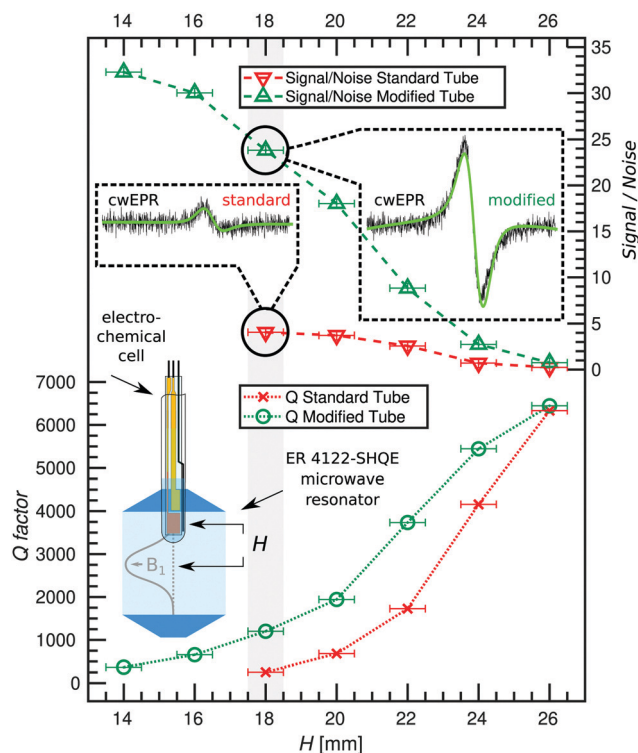 14 16 18 20 22 24 26
35
30
25
20
15
10
5
0
Signal / Noise
Signal/Noise Standard Tube
Signal/Noise Modified Tube
cwEPR standard
cwEPR modified
electro-
chemical
cell
7000
6000
5000
4000
3000
2000
1000
0
Q factor
Q Standard Tube
Q Modified Tube
ER 4122-SHQE
microwave
resonator
H
B₁
14 16 18 20 22 24 26
H [mm]